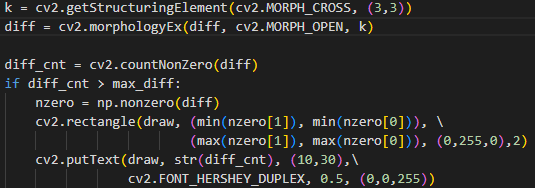 k = cv2.getStructuringElement(cv2.MORPH_CROSS, (3,3))
diff = cv2.morphologyEx(diff, cv2.MORPH_OPEN, k)
diff_cnt = cv2.countNonZero(diff)
if diff_cnt > max_diff:
nzero = np.nonzero(diff)
cv2.rectangle(draw, (min(nzero[1]), min(nzero[0])), \
(max(nzero[1]), max(nzero[0])), (0,255,0),2)
cv2.putText(draw, str(diff_cnt), (10,30),\
cv2.FONT_HERSHEY_DUPLEX, 0.5, (0,0,255))